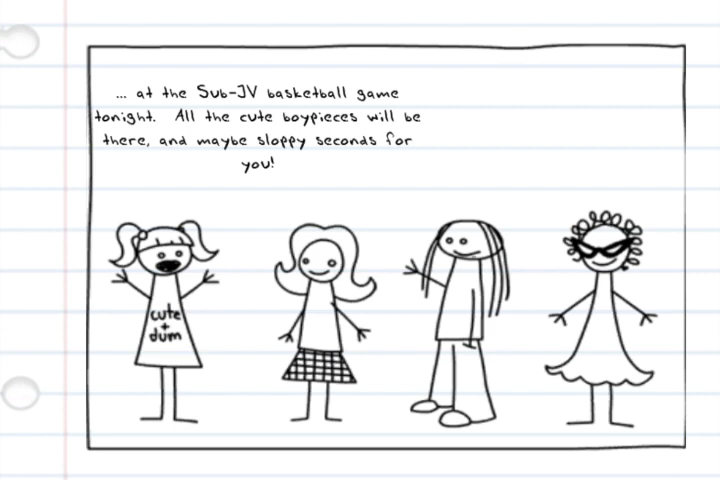 ... at the Sub-JV basketball game
tonight. All the cute boypieces will be
there, and maybe sloppy seconds for
you!
cute
+
dum